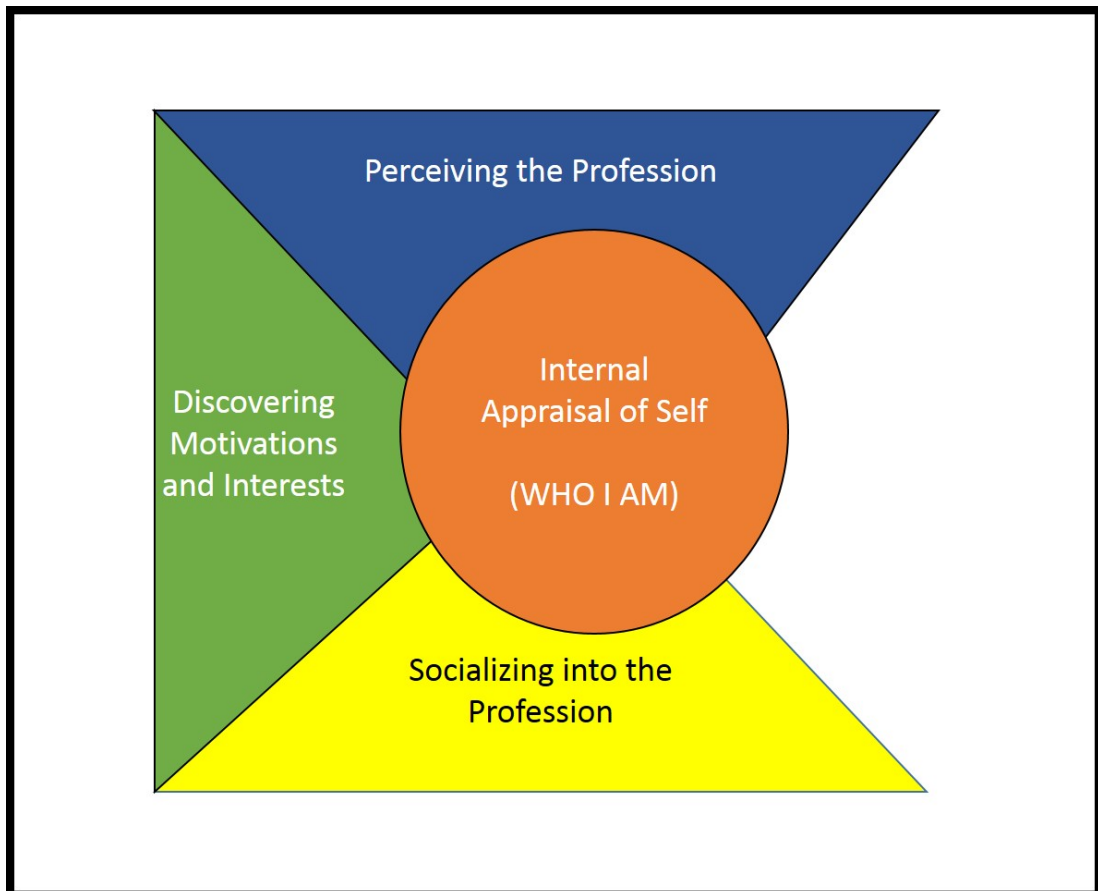 Perceiving the Profession
Discovering
Motivations
and Interests
Internal
Appraisal of Self
(WHO I AM)
Socializing into the
Profession